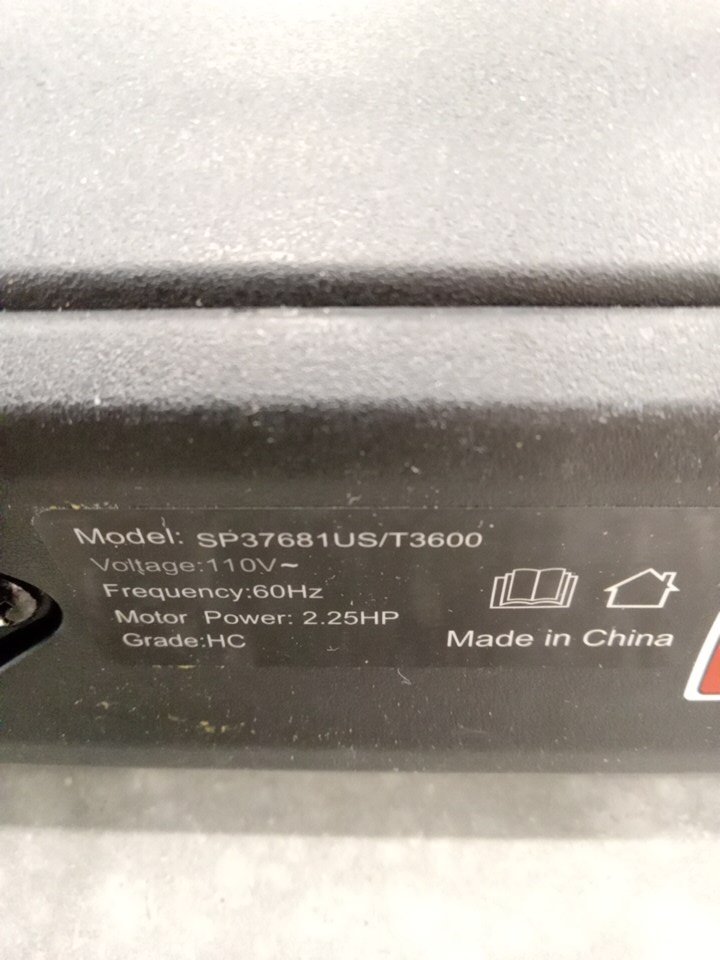 Model: SP37681US/T3600
Voltage:110V~
Frequency:60Hz
Motor Power: 2.25HP
Grade:HC
Made in China